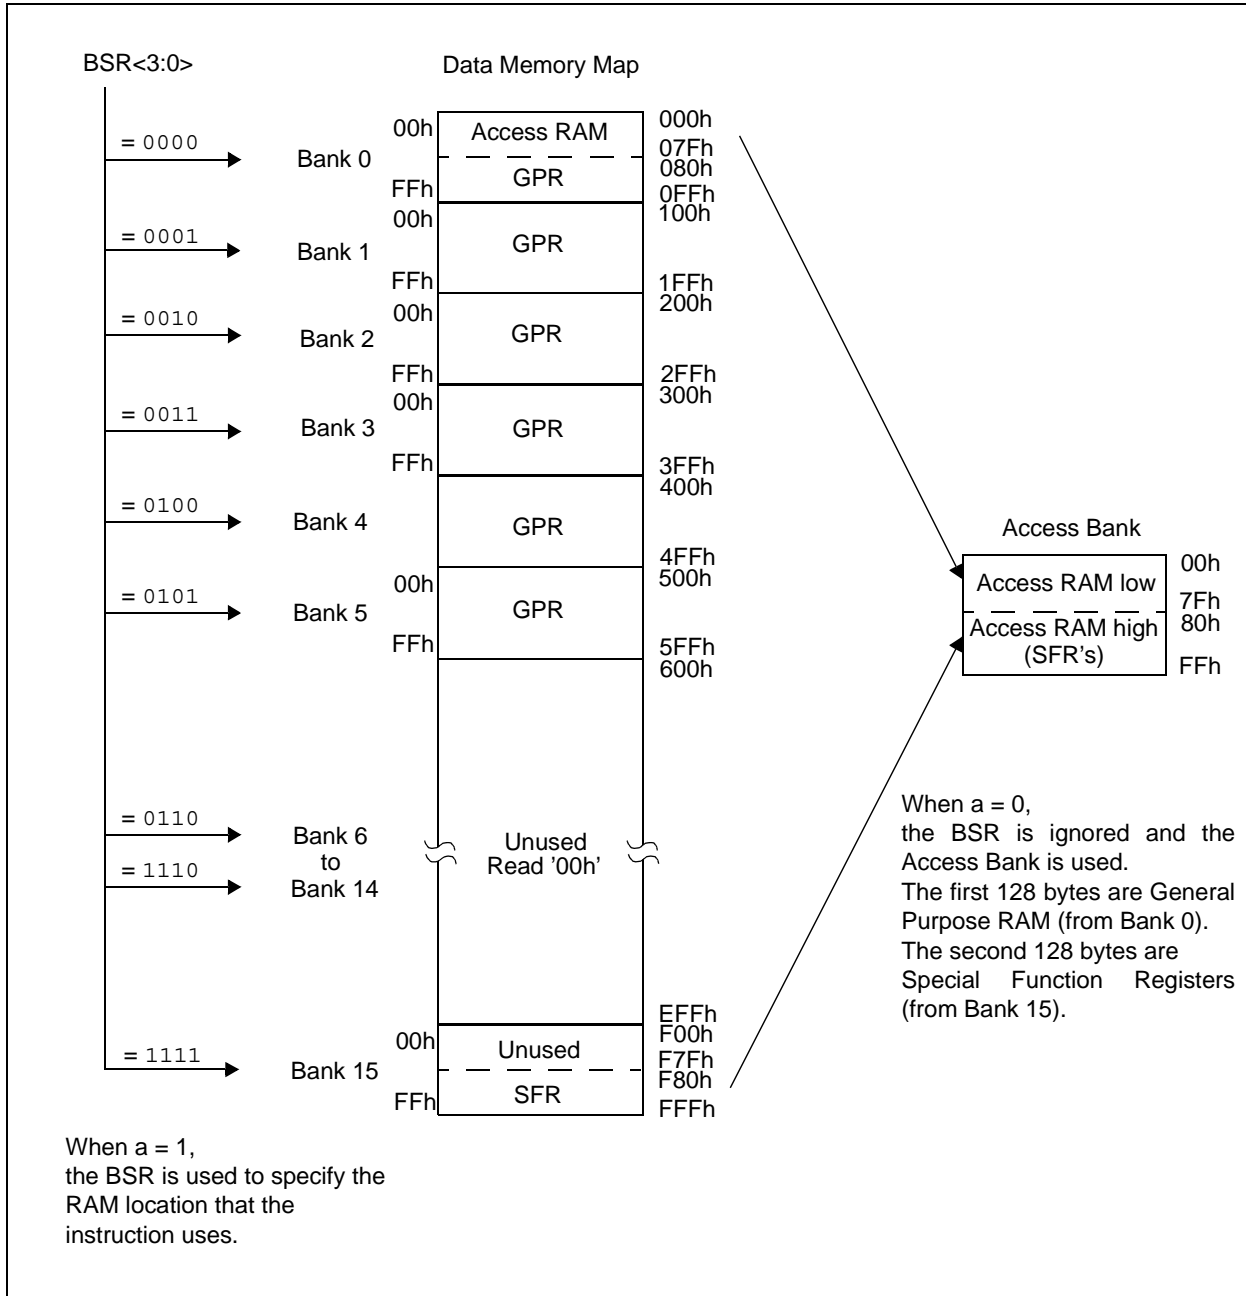 BSR<3:0>
Data Memory Map
= 0000
Bank 0
00h
Access RAM
000h
07Fh
080h
GPR
FFh
0FFh
= 0001
Bank 1
00h
100h
GPR
FFh
1FFh
= 0010
Bank 2
00h
200h
GPR
FFh
2FFh
= 0011
Bank 3
00h
300h
GPR
FFh
3FFh
= 0100
Bank 4
400h
GPR
4FFh
= 0101
Bank 5
00h
500h
GPR
FFh
5FFh
600h
= 0110
Bank 6
to
= 1110
Bank 14
Unused
Read '00h'
EFFh
= 1111
Bank 15
00h
F00h
Unused
F7Fh
F80h
SFR
FFh
FFFh
When a = 1,
the BSR is used to specify the
RAM location that the
instruction uses.
Access Bank
Access RAM low
00h
7Fh
Access RAM high
(SFR's)
80h
FFh
When a = 0,
the BSR is ignored and the
Access Bank is used.
The first 128 bytes are General
Purpose RAM (from Bank 0).
The second 128 bytes are
Special Function Registers
(from Bank 15).